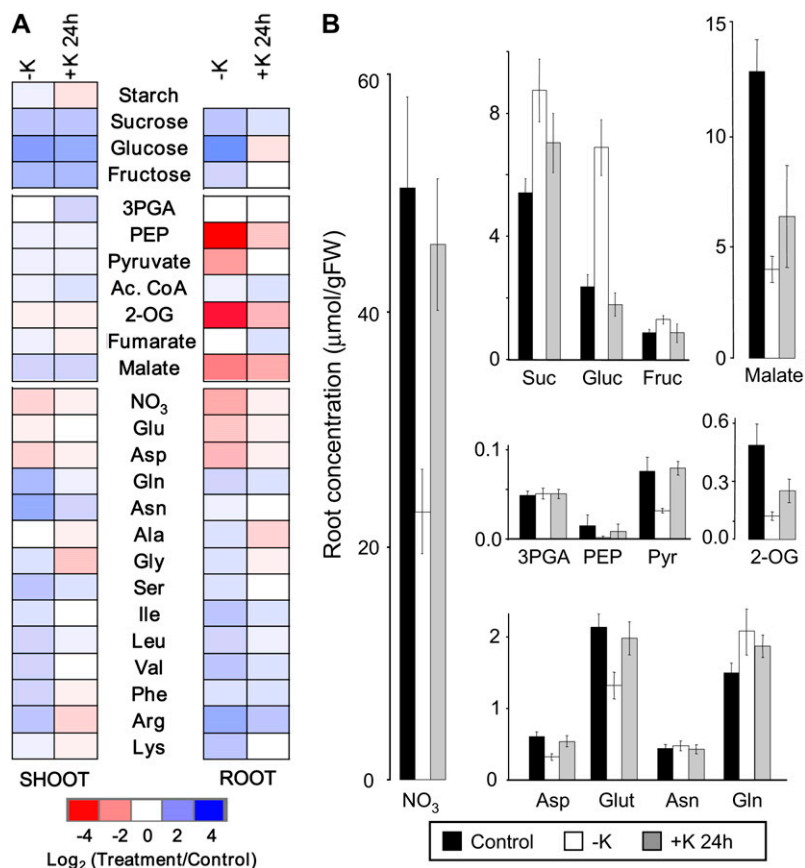 A
-K
+K 24h
-K
+K 24h
Starch
Sucrose
Glucose
Fructose
3PGA
PEP
Pyruvate
Ac. CoA
2-OG
Fumarate
Malate
NO3
Glu
Asp
Gln
Asn
Ala
Gly
Ser
Ile
Leu
Val
Phe
Arg
Lys
SHOOT
ROOT
-4 -2 0 2 4
Log2 (Treatment/Control)
B
Root concentration (μmol/gFW)
60
40
20
0
NO3
8
4
0
Suc Gluc Fruc
15
10
5
0
Malate
0.1
0.0
3PGA PEP Pyr
0.6
0.3
0.0
2-OG
2
1
0
Asp Glut Asn Gln
Control -K +K 24h